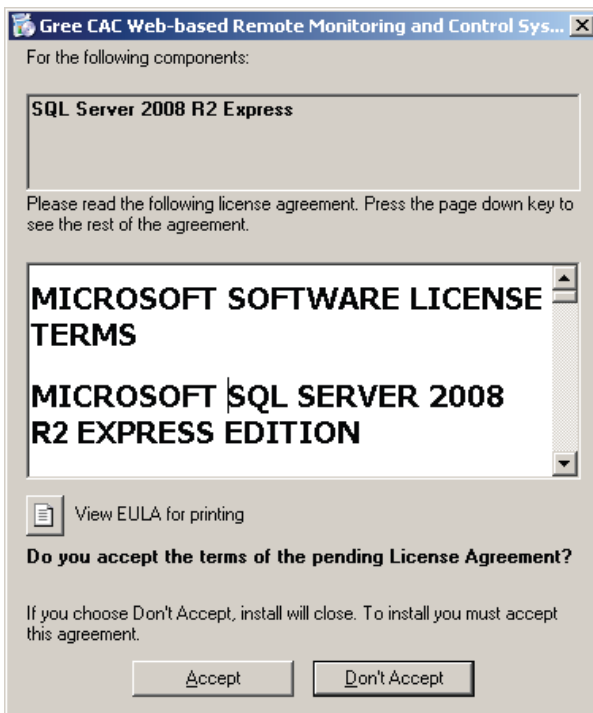 Gree CAC Web-based Remote Monitoring and Control Sys...
For the following components:
SQL Server 2008 R2 Express
Please read the following license agreement. Press the page down key to
see the rest of the agreement.
MICROSOFT SOFTWARE LICENSE
TERMS
MICROSOFT SQL SERVER 2008
R2 EXPRESS EDITION
View EULA for printing
Do you accept the terms of the pending License Agreement?
If you choose Don't Accept, install will close. To install you must accept
this agreement.
Accept Don't Accept